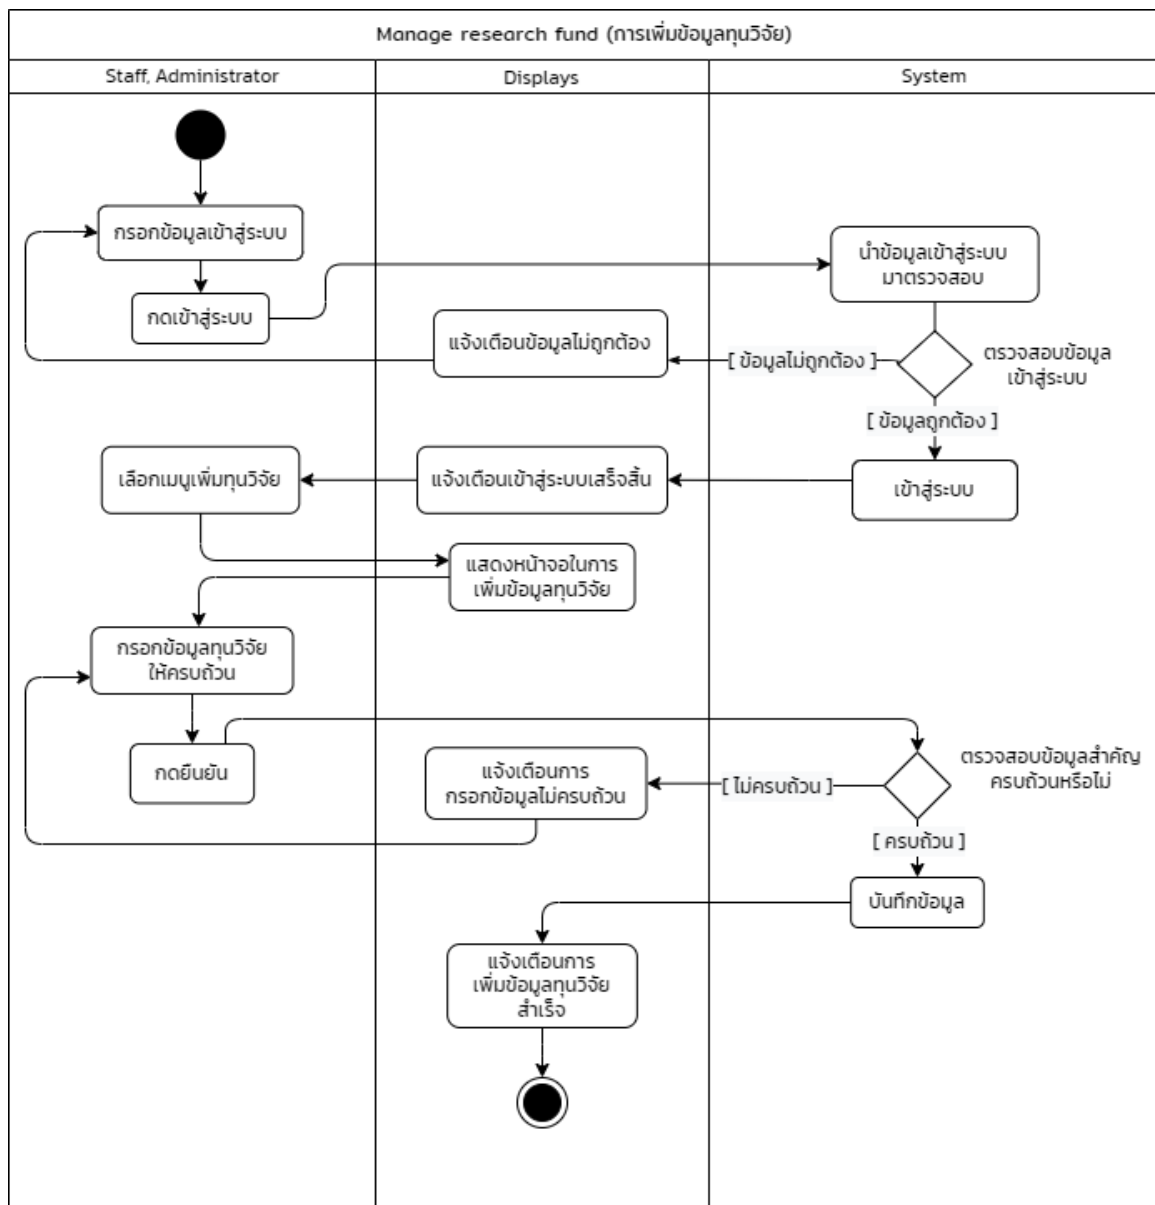 Manage research fund (การเพิ่มข้อมูลทุนวิจัย)
Staff, Administrator
Displays
System
กรอกข้อมูลเข้าสู่ระบบ
นำข้อมูลเข้าสู่ระบบ
มาตรวจสอบ
กดเข้าสู่ระบบ
แจ้งเตือนข้อมูลไม่ถูกต้อง
[ ข้อมูลไม่ถูกต้อง ]
ตรวจสอบข้อมูล
เข้าสู่ระบบ
[ ข้อมูลถูกต้อง ]
เลือกเมนูเพิ่มทุนวิจัย
แจ้งเตือนเข้าสู่ระบบเสร็จสิ้น
เข้าสู่ระบบ
แสดงหน้าจอในการ
เพิ่มข้อมูลทุนวิจัย
กรอกข้อมูลทุนวิจัย
ให้ครบถ้วน
กดยืนยัน
แจ้งเตือนการ
กรอกข้อมูลไม่ครบถ้วน
[ ไม่ครบถ้วน ]
ตรวจสอบข้อมูลสำคัญ
ครบถ้วนหรือไม่
[ ครบถ้วน ]
บันทึกข้อมูล
แจ้งเตือนการ
เพิ่มข้อมูลทุนวิจัย
สำเร็จ